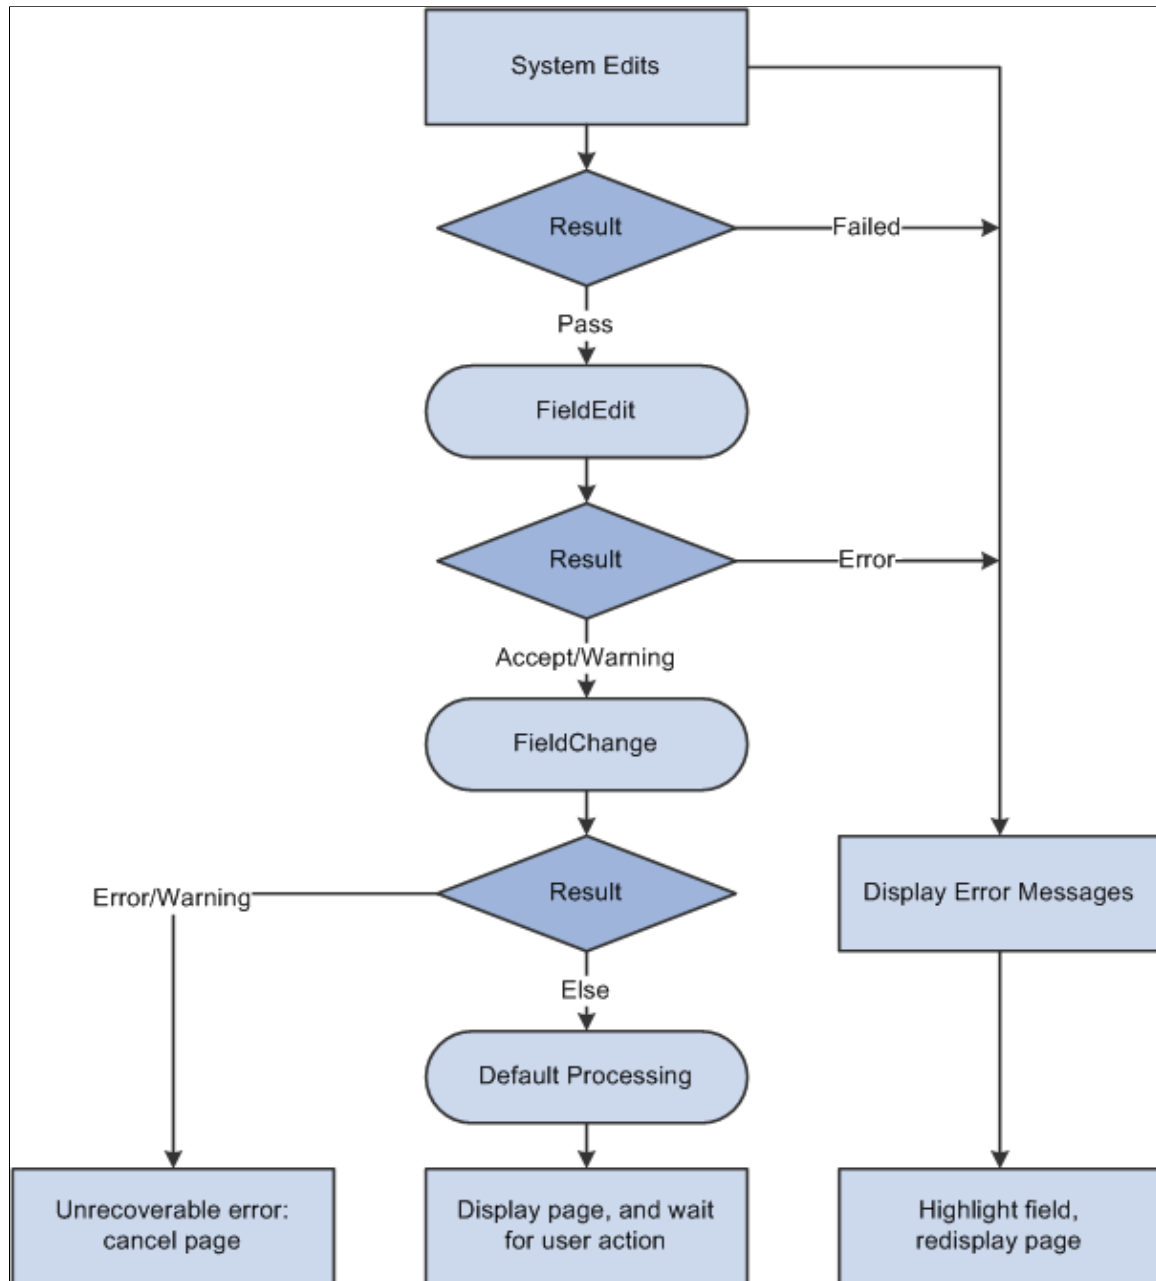 System Edits
Result
Failed
Pass
FieldEdit
Result
Error
Accept/Warning
FieldChange
Result
Error/Warning
Display Error Messages
Else
Default Processing
Unrecoverable error:
cancel page
Display page, and wait
for user action
Highlight field,
redisplay page